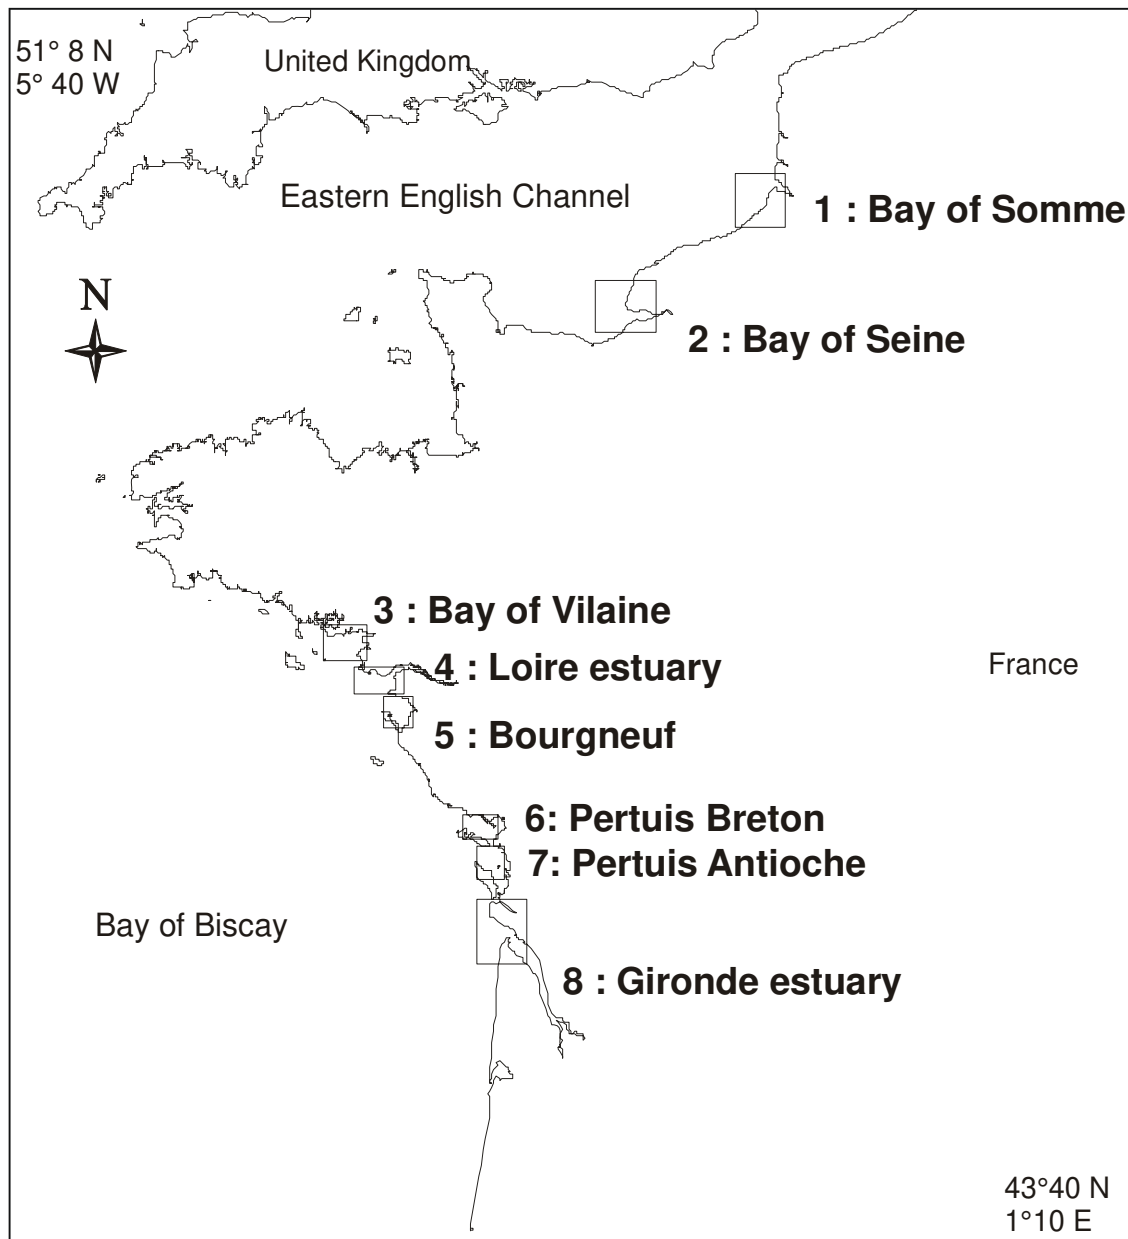 51° 8 N
5° 40 W
United Kingdom
Eastern English Channel
1 : Bay of Somme
N
2 : Bay of Seine
3 : Bay of Vilaine
4 : Loire estuary
France
5 : Bourgneuf
6: Pertuis Breton
7: Pertuis Antioche
Bay of Biscay
8 : Gironde estuary
43°40 N
1°10 E